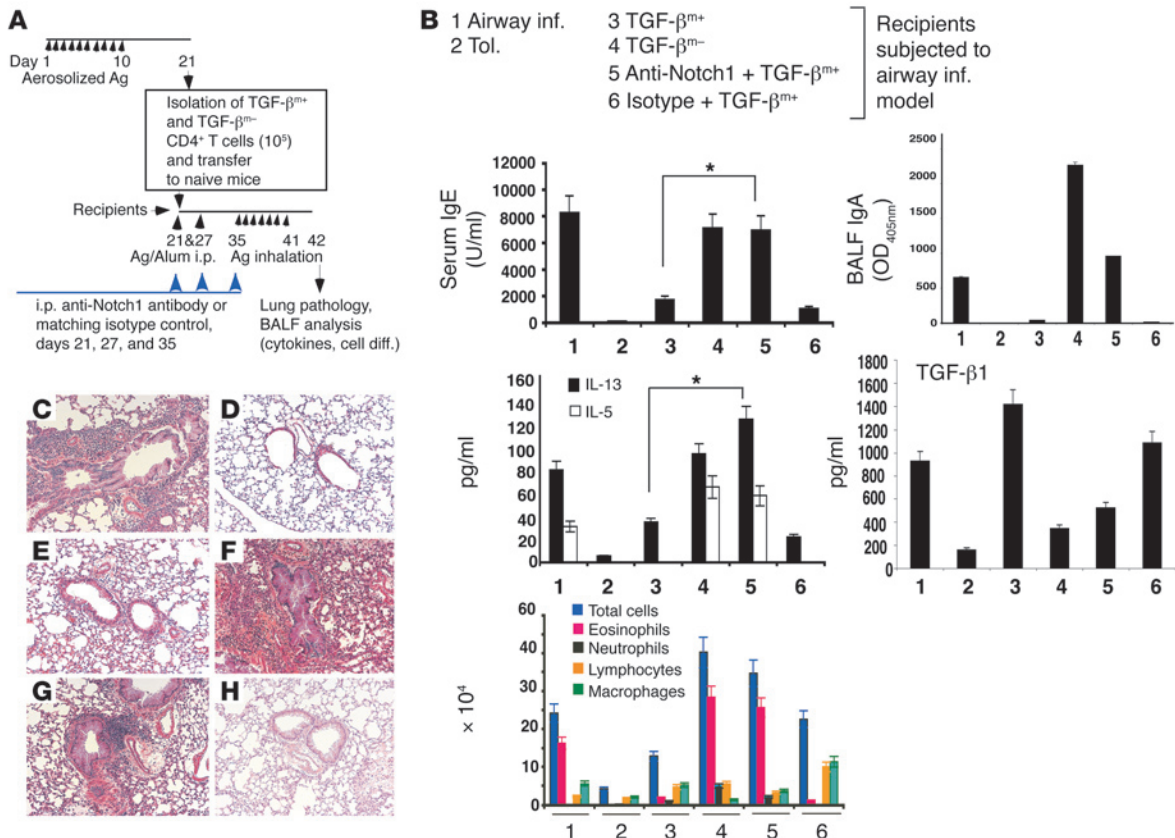 A
Day 1 10 21
Aerosolized Ag
Isolation of TGF-βm+
and TGF-βm–
CD4+ T cells (10⁵)
and transfer
to naive mice
Recipients
21&27 35 41 42
Ag/Alum i.p. Ag inhalation
i.p. anti-Notch1 antibody or
matching isotype control,
days 21, 27, and 35
Lung pathology,
BALF analysis
(cytokines, cell diff.)
B
1 Airway inf.
2 Tol.
3 TGF-βm+
4 TGF-βm–
5 Anti-Notch1 + TGF-βm+
6 Isotype + TGF-βm+
Recipients
subjected to
airway inf.
model
Serum IgE
(U/ml)
12000
10000
8000
6000
4000
2000
0
*
1 2 3 4 5 6
BALF IgA
(OD405nm)
2500
2000
1500
1000
500
0
1 2 3 4 5 6
pg/ml
160
140
120
100
80
60
40
20
0
IL-13
IL-5
*
1 2 3 4 5 6
TGF-β1
pg/ml
1800
1600
1400
1200
1000
800
600
400
200
0
1 2 3 4 5 6
× 10⁴
50
40
30
20
10
0
Total cells
Eosinophils
Neutrophils
Lymphocytes
Macrophages
1 2 3 4 5 6
C
D
E
F
G
H